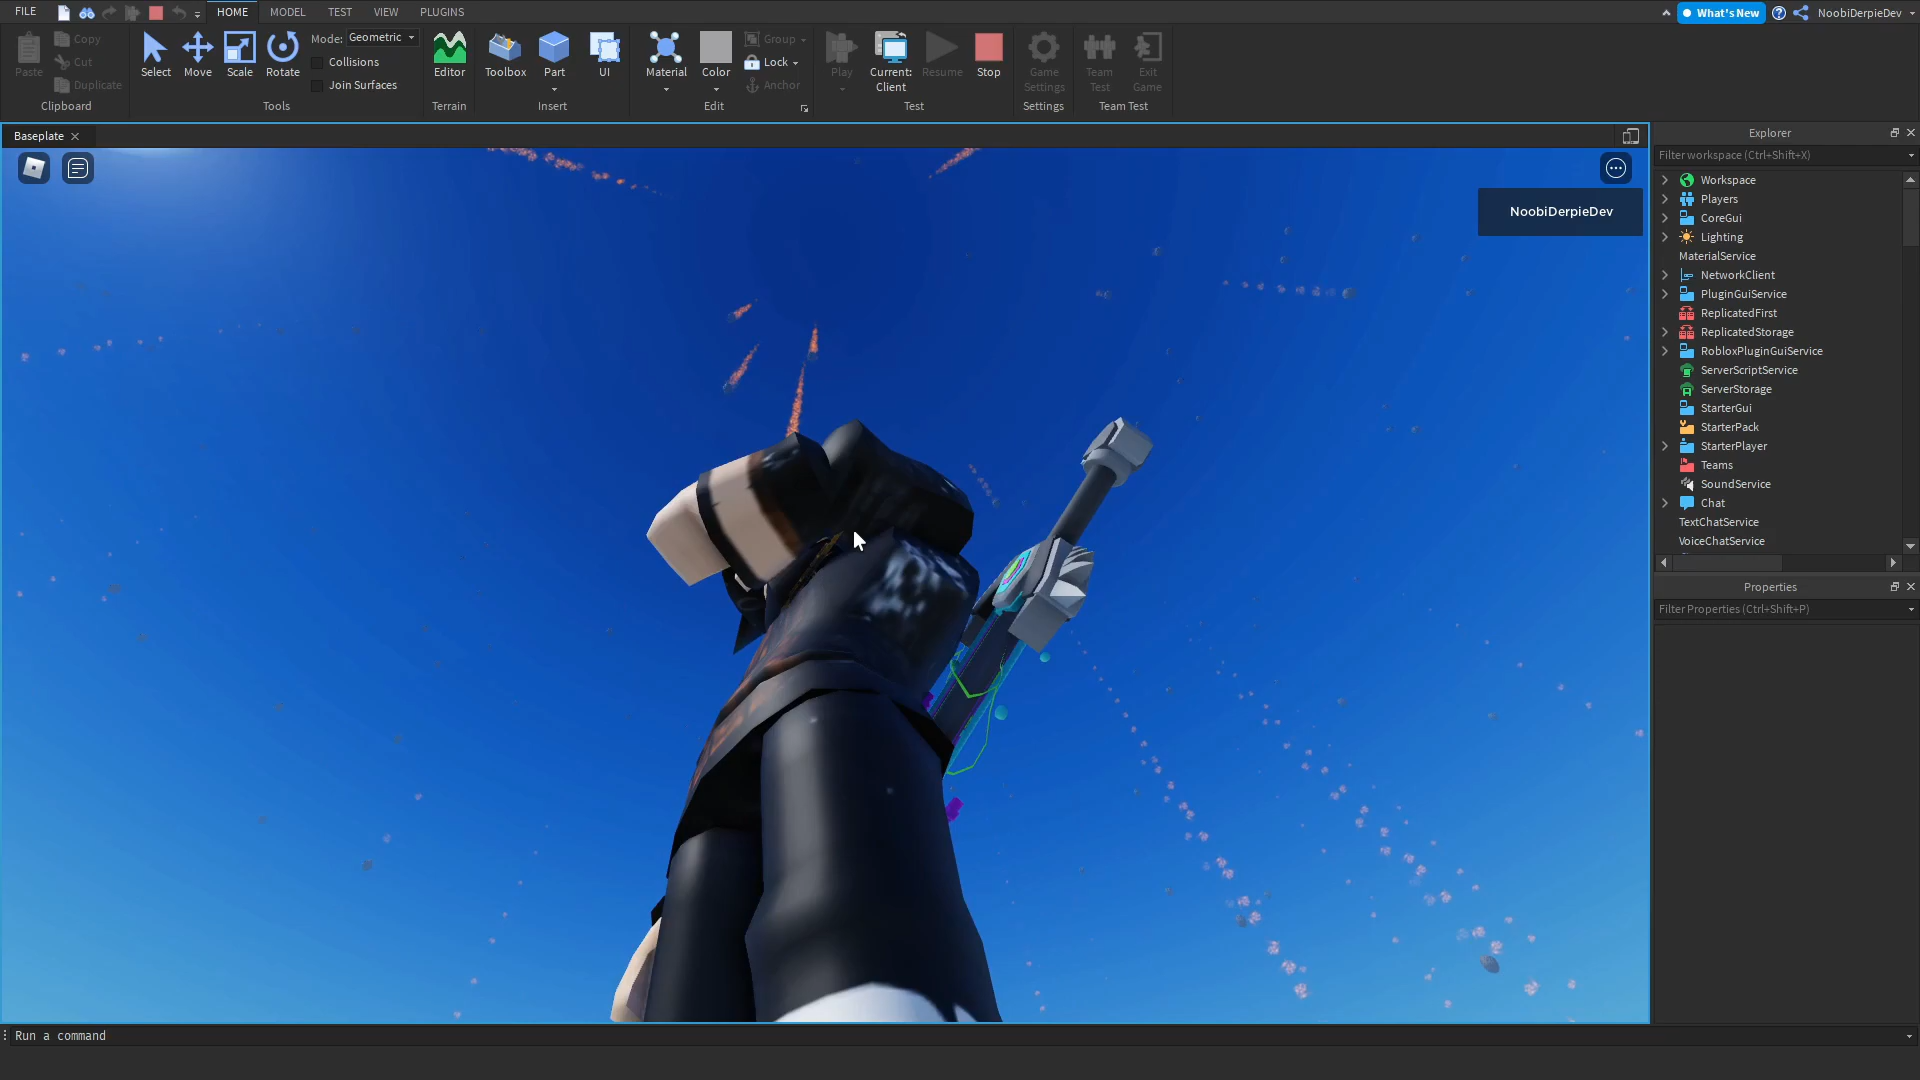 FILE HOME MODEL TEST VIEW PLUGINS What's New NoobiDerpieDev
Paste Copy Cut Duplicate
Clipboard
Select Move Scale Rotate Mode: Geometric Collisions Join Surfaces
Tools
Editor
Terrain
Toolbox Part UI
Insert
Material Color Group Lock Anchor
Edit
Play Current: Client Resume Stop
Test
Game Settings
Settings
Team Test Exit Game
Team Test
Baseplate
NoobiDerpieDev
Explorer
Filter workspace (Ctrl+Shift+X)
Workspace
Players
CoreGui
Lighting
MaterialService
NetworkClient
PluginGuiService
ReplicatedFirst
ReplicatedStorage
RobloxPluginGuiService
ServerScriptService
ServerStorage
StarterGui
StarterPack
StarterPlayer
Teams
SoundService
Chat
TextChatService
VoiceChatService
Properties
Filter Properties (Ctrl+Shift+P)
Run a command